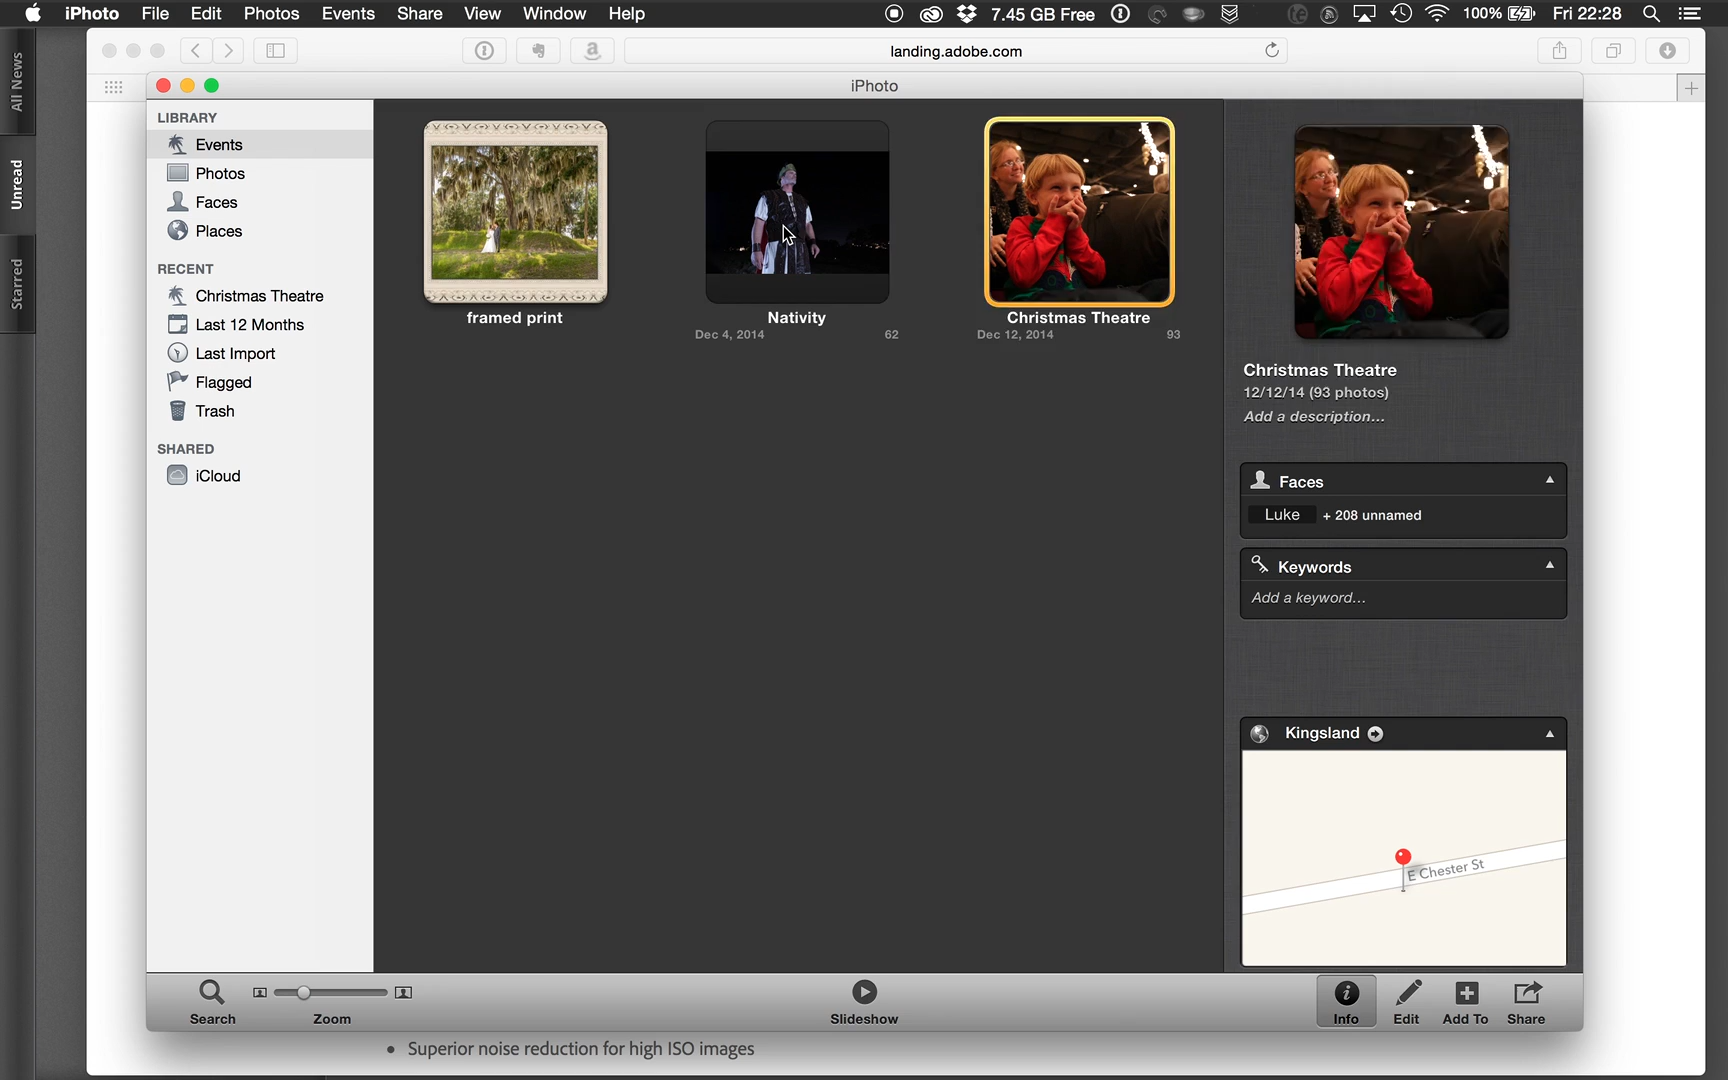 iPhoto File Edit Photos Events Share View Window Help 7.45 GB Free 100% Fri 22:28
landing.adobe.com
All News
Unread
Starred
iPhoto
LIBRARY
Events
Photos
Faces
Places
RECENT
Christmas Theatre
Last 12 Months
Last Import
Flagged
Trash
SHARED
iCloud
framed print
Nativity
Dec 4, 2014 62
Christmas Theatre
Dec 12, 2014 93
Christmas Theatre
12/12/14 (93 photos)
Add a description...
Faces
Luke + 208 unnamed
Keywords
Add a keyword...
Kingsland
E Chester St
Search
Zoom
Slideshow
Info
Edit
Add To
Share
• Superior noise reduction for high ISO images